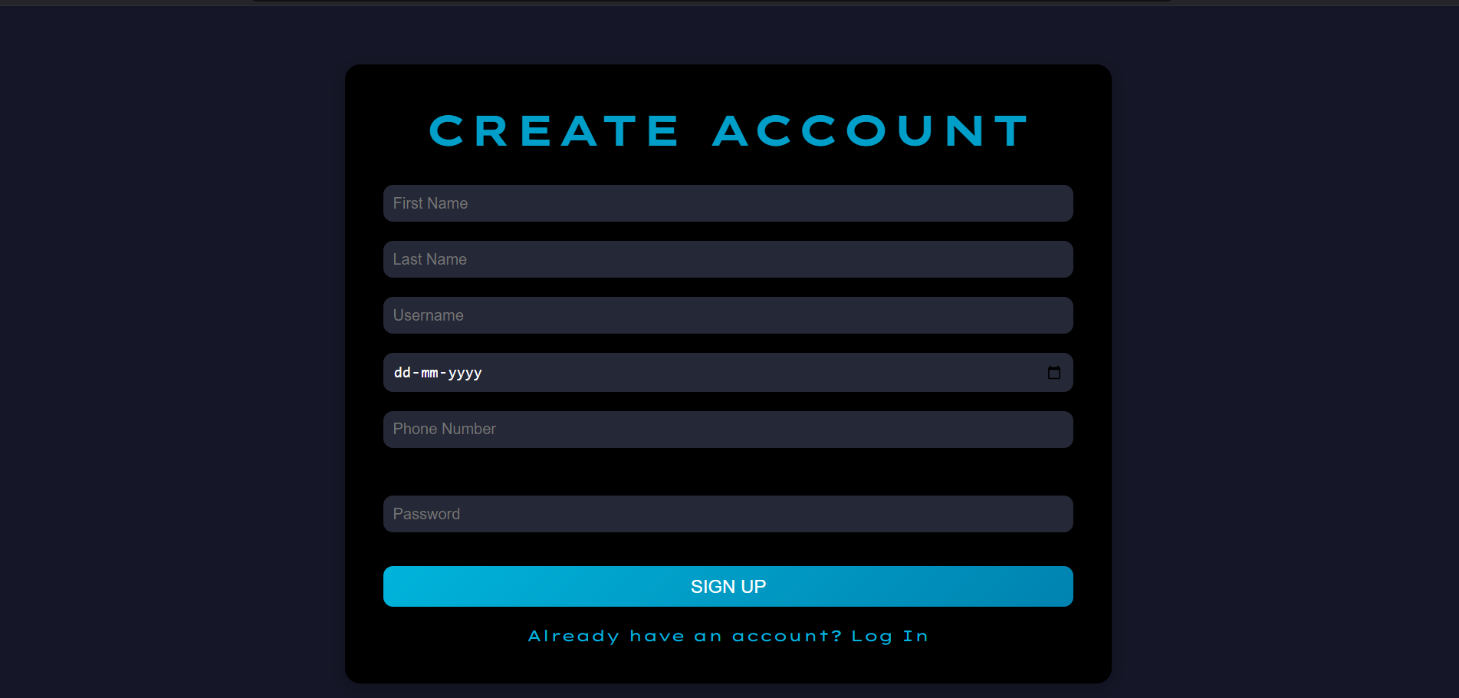 CREATE ACCOUNT
First Name
Last Name
Username
dd-mm-yyyy
Phone Number
Password
SIGN UP
Already have an account? Log In